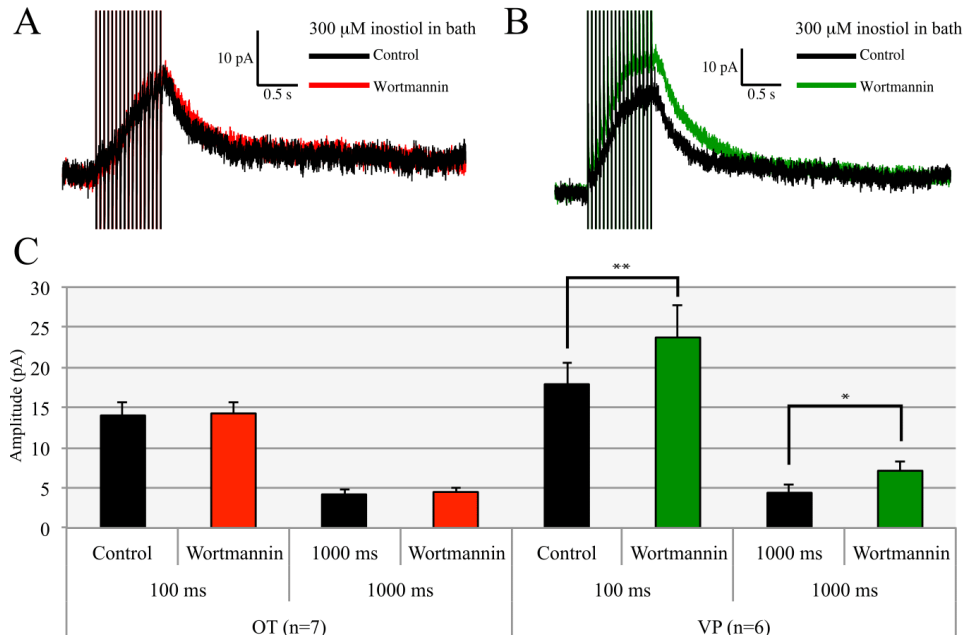 A
300 µM inostiol in bath
10 pA
0.5 s
Control
Wortmannin
B
300 µM inostiol in bath
10 pA
0.5 s
Control
Wortmannin
C
Amplitude (pA)
30
25
20
15
10
5
0
**
*
Control Wortmannin 1000 ms Wortmannin Control Wortmannin 1000 ms Wortmannin
100 ms 1000 ms 100 ms 1000 ms
OT (n=7) VP (n=6)